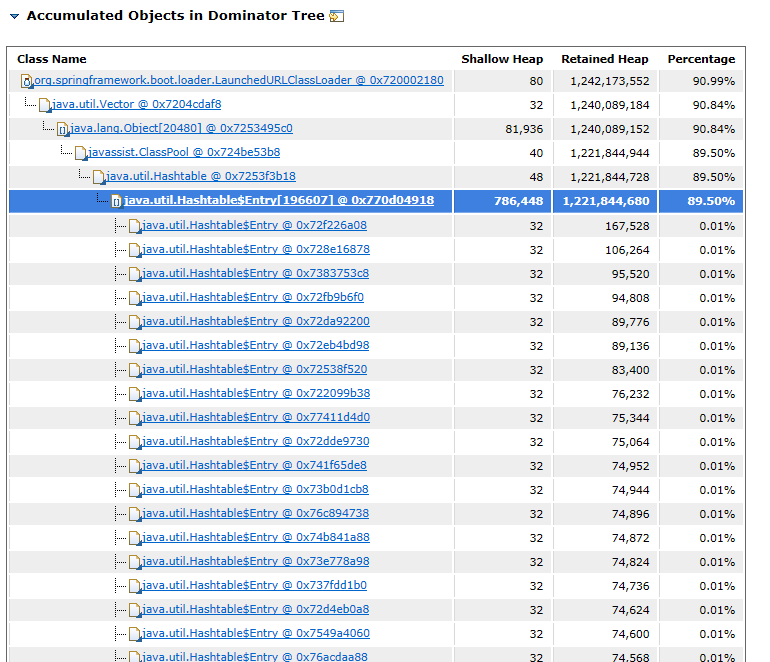 Accumulated Objects in Dominator Tree
Class Name Shallow Heap Retained Heap Percentage
org.springframework.boot.loader.LaunchedURLClassLoader @ 0x720002180 80 1,242,173,552 90.99%
java.util.Vector @ 0x7204cdaf8 32 1,240,089,184 90.84%
java.lang.Object[20480] @ 0x7253495c0 81,936 1,240,089,152 90.84%
javassist.ClassPool @ 0x724be53b8 40 1,221,844,944 89.50%
java.util.Hashtable @ 0x7253f3b18 48 1,221,844,728 89.50%
java.util.Hashtable$Entry[196607] @ 0x770d04918 786,448 1,221,844,680 89.50%
java.util.Hashtable$Entry @ 0x72f226a08 32 167,528 0.01%
java.util.Hashtable$Entry @ 0x728e16878 32 106,264 0.01%
java.util.Hashtable$Entry @ 0x7383753c8 32 95,520 0.01%
java.util.Hashtable$Entry @ 0x72fb9b6f0 32 94,808 0.01%
java.util.Hashtable$Entry @ 0x72da92200 32 89,776 0.01%
java.util.Hashtable$Entry @ 0x72eb4bd98 32 89,136 0.01%
java.util.Hashtable$Entry @ 0x72538f520 32 83,400 0.01%
java.util.Hashtable$Entry @ 0x722099b38 32 76,232 0.01%
java.util.Hashtable$Entry @ 0x77411d4d0 32 75,344 0.01%
java.util.Hashtable$Entry @ 0x72dde9730 32 75,064 0.01%
java.util.Hashtable$Entry @ 0x741f65de8 32 74,952 0.01%
java.util.Hashtable$Entry @ 0x73b0d1cb8 32 74,944 0.01%
java.util.Hashtable$Entry @ 0x76c894738 32 74,896 0.01%
java.util.Hashtable$Entry @ 0x74b841a88 32 74,872 0.01%
java.util.Hashtable$Entry @ 0x73e778a98 32 74,824 0.01%
java.util.Hashtable$Entry @ 0x737fdd1b0 32 74,736 0.01%
java.util.Hashtable$Entry @ 0x72d4eb0a8 32 74,624 0.01%
java.util.Hashtable$Entry @ 0x7549a4060 32 74,600 0.01%
java.util.Hashtable$Entry @ 0x76acdaa88 32 74,568 0.01%